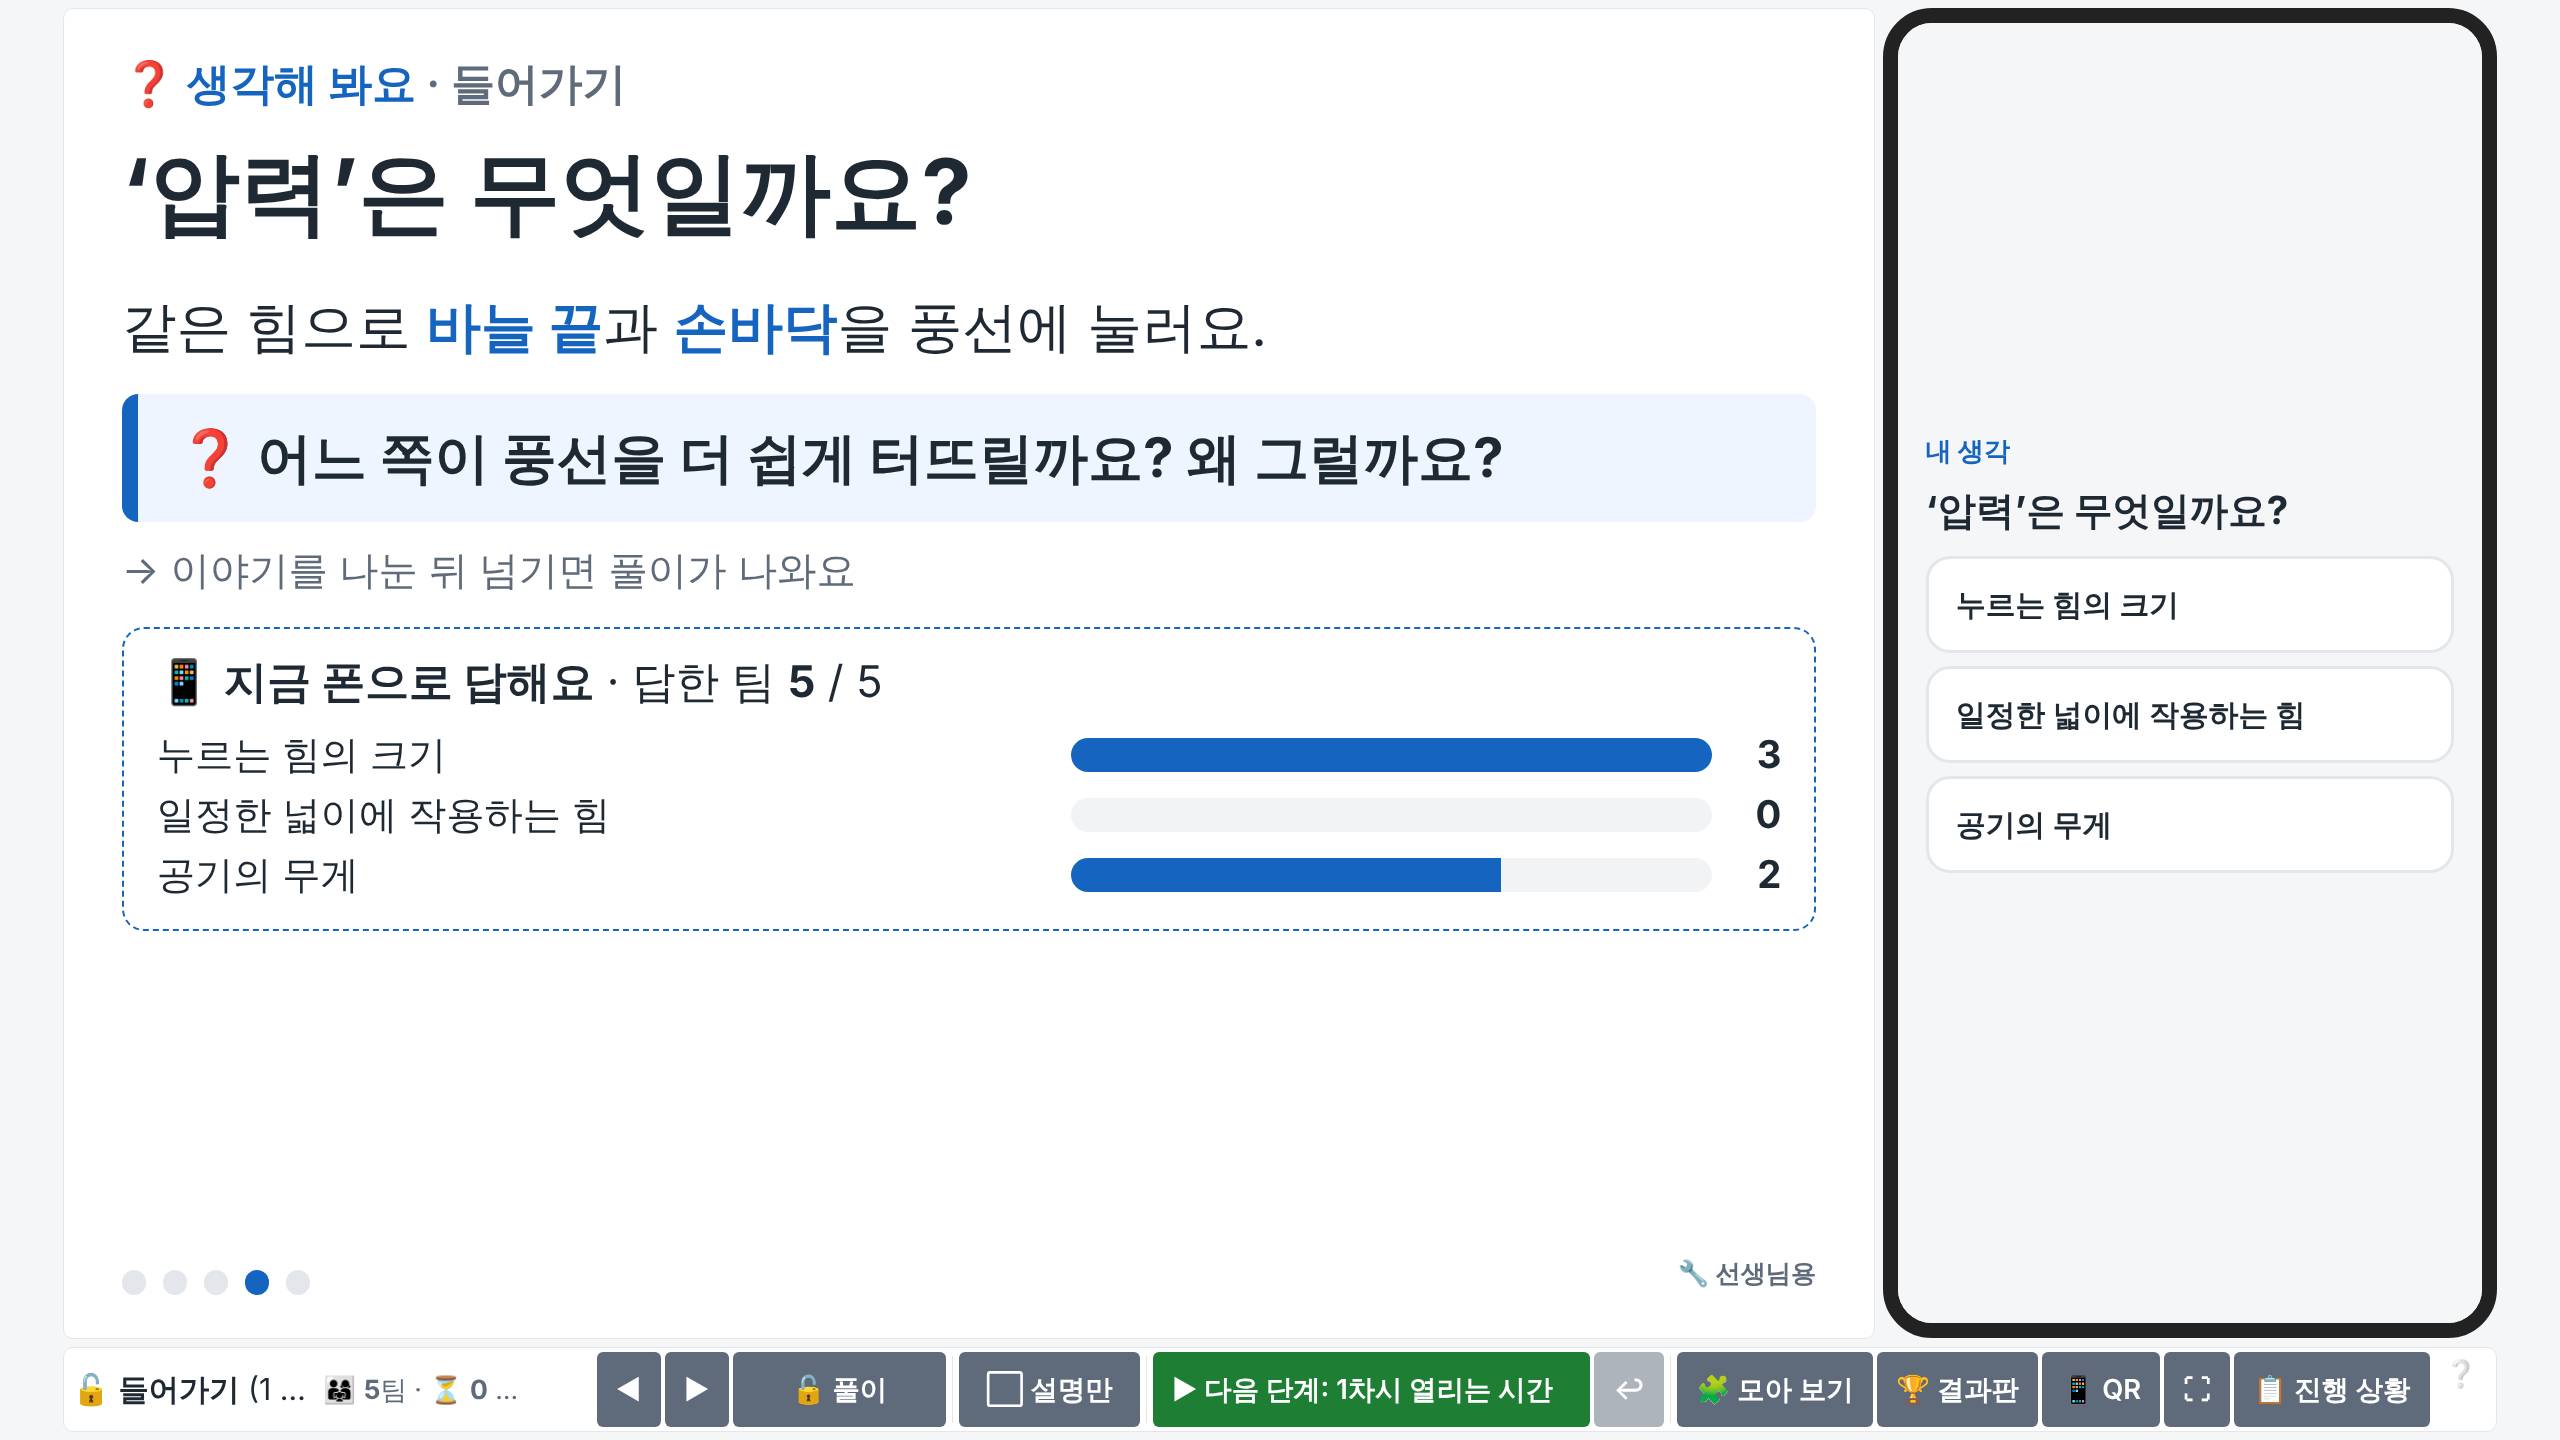 ❓ 생각해 봐요 · 들어가기
‘압력’은 무엇일까요?
같은 힘으로 바늘 끝과 손바닥을 풍선에 눌러요.
❓ 어느 쪽이 풍선을 더 쉽게 터뜨릴까요? 왜 그럴까요?
→ 이야기를 나눈 뒤 넘기면 풀이가 나와요
📱 지금 폰으로 답해요 · 답한 팀 5 / 5
누르는 힘의 크기 3
일정한 넓이에 작용하는 힘 0
공기의 무게 2
🔧 선생님용
내 생각
‘압력’은 무엇일까요?
누르는 힘의 크기
일정한 넓이에 작용하는 힘
공기의 무게
🔓 들어가기 (1 ... 👨‍👩‍👧 5팀 · ⏳ 0 ... ◀ ▶ 🔓 풀이 설명만 ▶ 다음 단계: 1차시 열리는 시간 ↩ 🧩 모아 보기 🏆 결과판 📱 QR ⛶ 📋 진행 상황 ❔